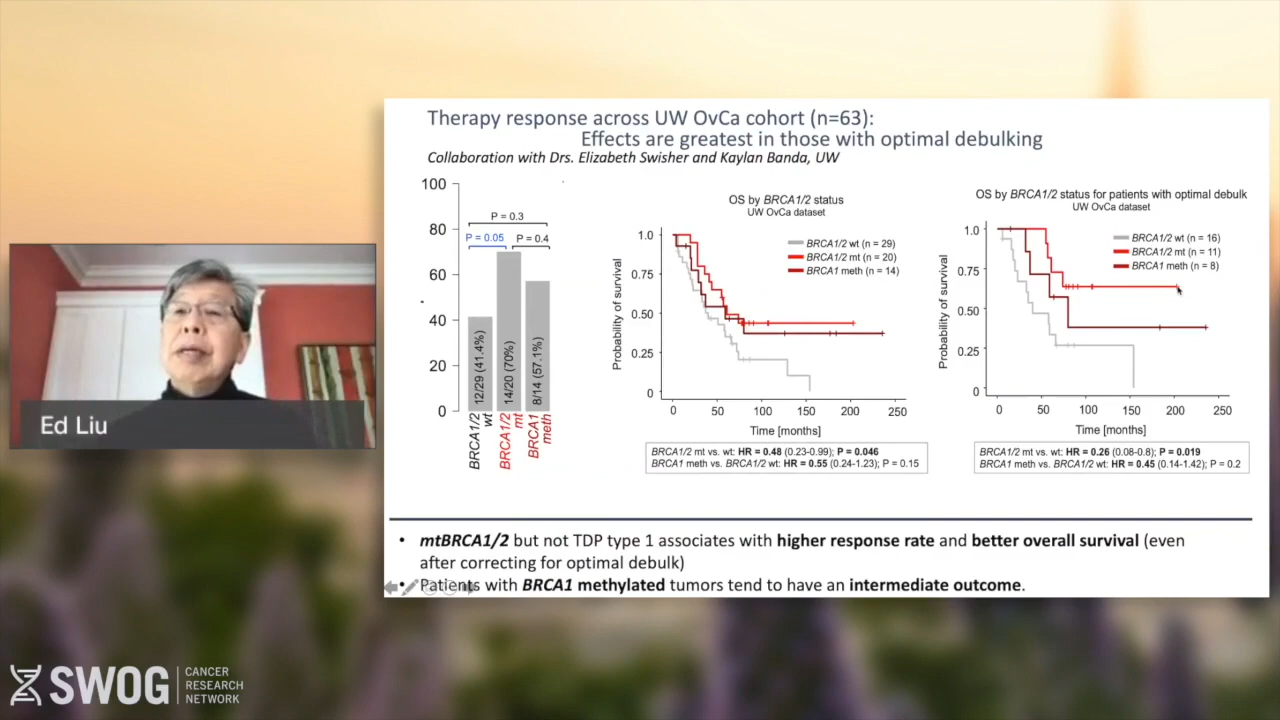 Therapy response across UW OvCa cohort (n=63):
Effects are greatest in those with optimal debulking
Collaboration with Drs. Elizabeth Swisher and Kaylan Banda, UW
100
80
60
40
20
0
P = 0.3
P = 0.05
P = 0.4
12/29 (41.4%)
14/20 (70%)
8/14 (57.1%)
BRCA1/2
wt
BRCA1/2
mt
BRCA1
meth
OS by BRCA1/2 status
UW OvCa dataset
BRCA1/2 wt (n = 29)
BRCA1/2 mt (n = 20)
BRCA1 meth (n = 14)
Probability of survival
1.0
0.75
0.50
0.25
0
0 50 100 150 200 250
Time [months]
BRCA1/2 mt vs. wt: HR = 0.48 (0.23-0.99); P = 0.046
BRCA1 meth vs. BRCA1/2 wt: HR = 0.55 (0.24-1.23); P = 0.15
OS by BRCA1/2 status for patients with optimal debulk
UW OvCa dataset
BRCA1/2 wt (n = 16)
BRCA1/2 mt (n = 11)
BRCA1 meth (n = 8)
Probability of survival
1.0
0.75
0.50
0.25
0
0 50 100 150 200 250
Time [months]
BRCA1/2 mt vs. wt: HR = 0.26 (0.08-0.8); P = 0.019
BRCA1 meth vs. BRCA1/2 wt: HR = 0.45 (0.14-1.42); P = 0.2
• mtBRCA1/2 but not TDP type 1 associates with higher response rate and better overall survival (even
after correcting for optimal debulk)
• Patients with BRCA1 methylated tumors tend to have an intermediate outcome.
Ed Liu
SWOG
CANCER
RESEARCH
NETWORK